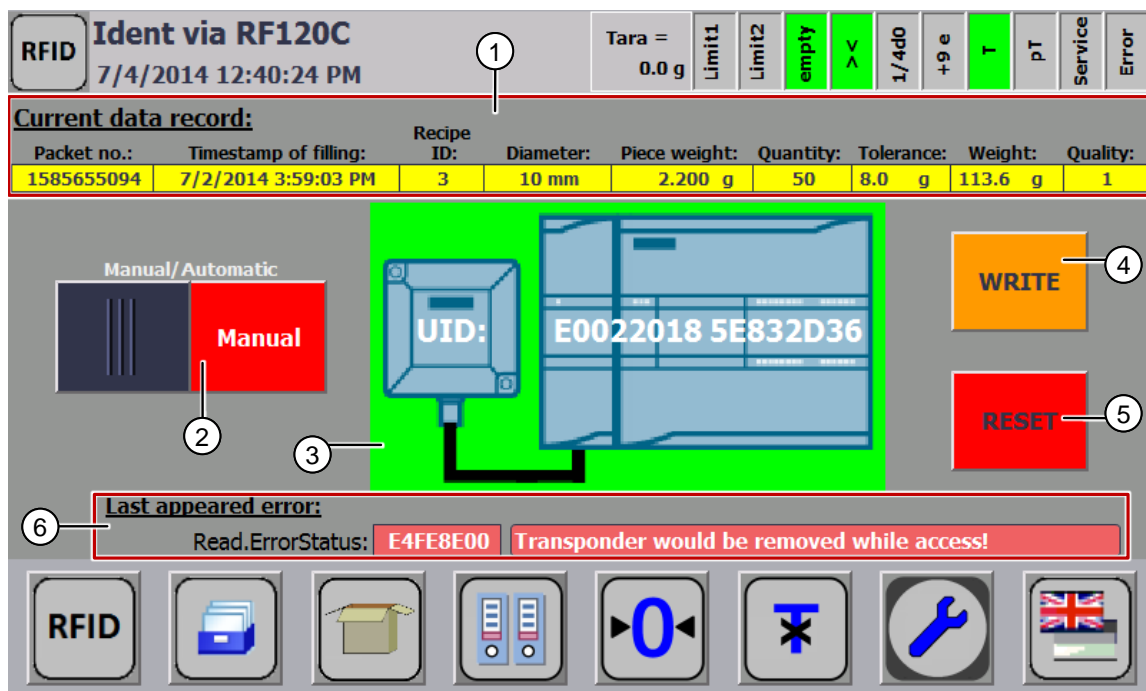 RFID
Ident via RF120C
7/4/2014 12:40:24 PM
1
Tara =
0.0 g
Limit1
Limit2
empty
><
1/4d0
+9 e
T
pT
Service
Error
Current data record:
Packet no.: Timestamp of filling: Recipe ID: Diameter: Piece weight: Quantity: Tolerance: Weight: Quality:
1585655094 7/2/2014 3:59:03 PM 3 10 mm 2.200 g 50 8.0 g 113.6 g 1
Manual/Automatic
Manual
2
3
UID: E0022018 5E832D36
WRITE
4
RESET
5
6
Last appeared error:
Read.ErrorStatus: E4FE8E00 Transponder would be removed while access!
RFID
0
T